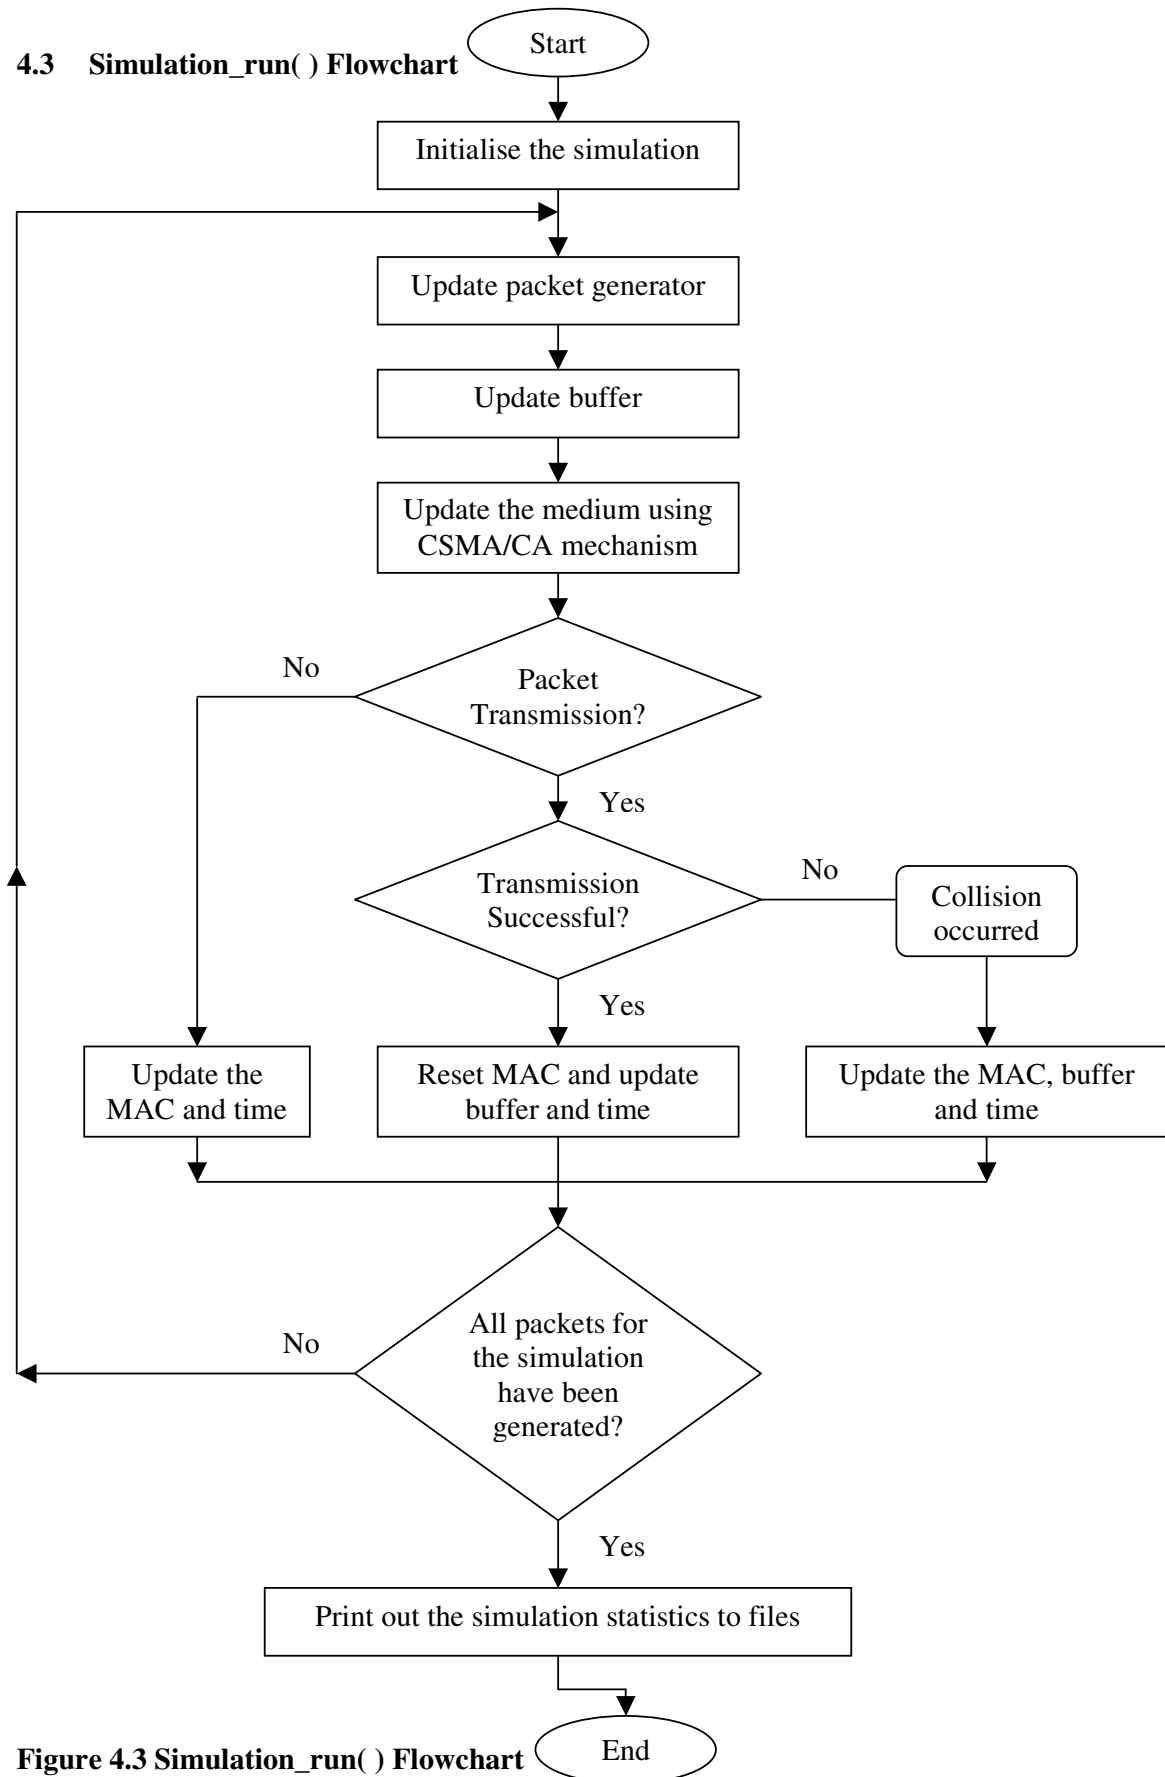 Start
4.3 Simulation_run( ) Flowchart
Initialise the simulation
Update packet generator
Update buffer
Update the medium using
CSMA/CA mechanism
No
Packet
Transmission?
Yes
Transmission
Successful?
No
Collision
occurred
Yes
Update the
MAC and time
Reset MAC and update
buffer and time
Update the MAC, buffer
and time
No
All packets for
the simulation
have been
generated?
Yes
Print out the simulation statistics to files
Figure 4.3 Simulation_run( ) Flowchart
End